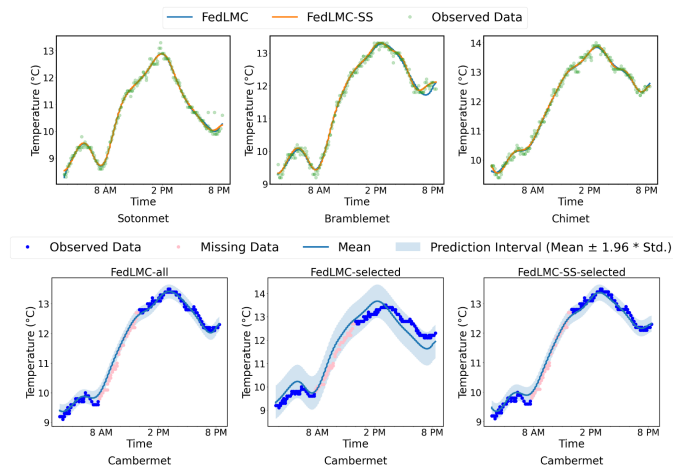 FedLMC FedLMC-SS Observed Data
Temperature (°C)
13
12
11
10
9
8 AM 2 PM 8 PM
Time
Sotonmet
Temperature (°C)
13
12
11
10
9
8 AM 2 PM 8 PM
Time
Bramblemet
Temperature (°C)
14
13
12
11
10
8 AM 2 PM 8 PM
Time
Chimet
Observed Data Missing Data Mean Prediction Interval (Mean ± 1.96 * Std.)
FedLMC-all
Temperature (°C)
13
12
11
10
9
8 AM 2 PM 8 PM
Time
Cambermet
FedLMC-selected
Temperature (°C)
14
13
12
11
10
9
8 AM 2 PM 8 PM
Time
Cambermet
FedLMC-SS-selected
Temperature (°C)
13
12
11
10
9
8 AM 2 PM 8 PM
Time
Cambermet